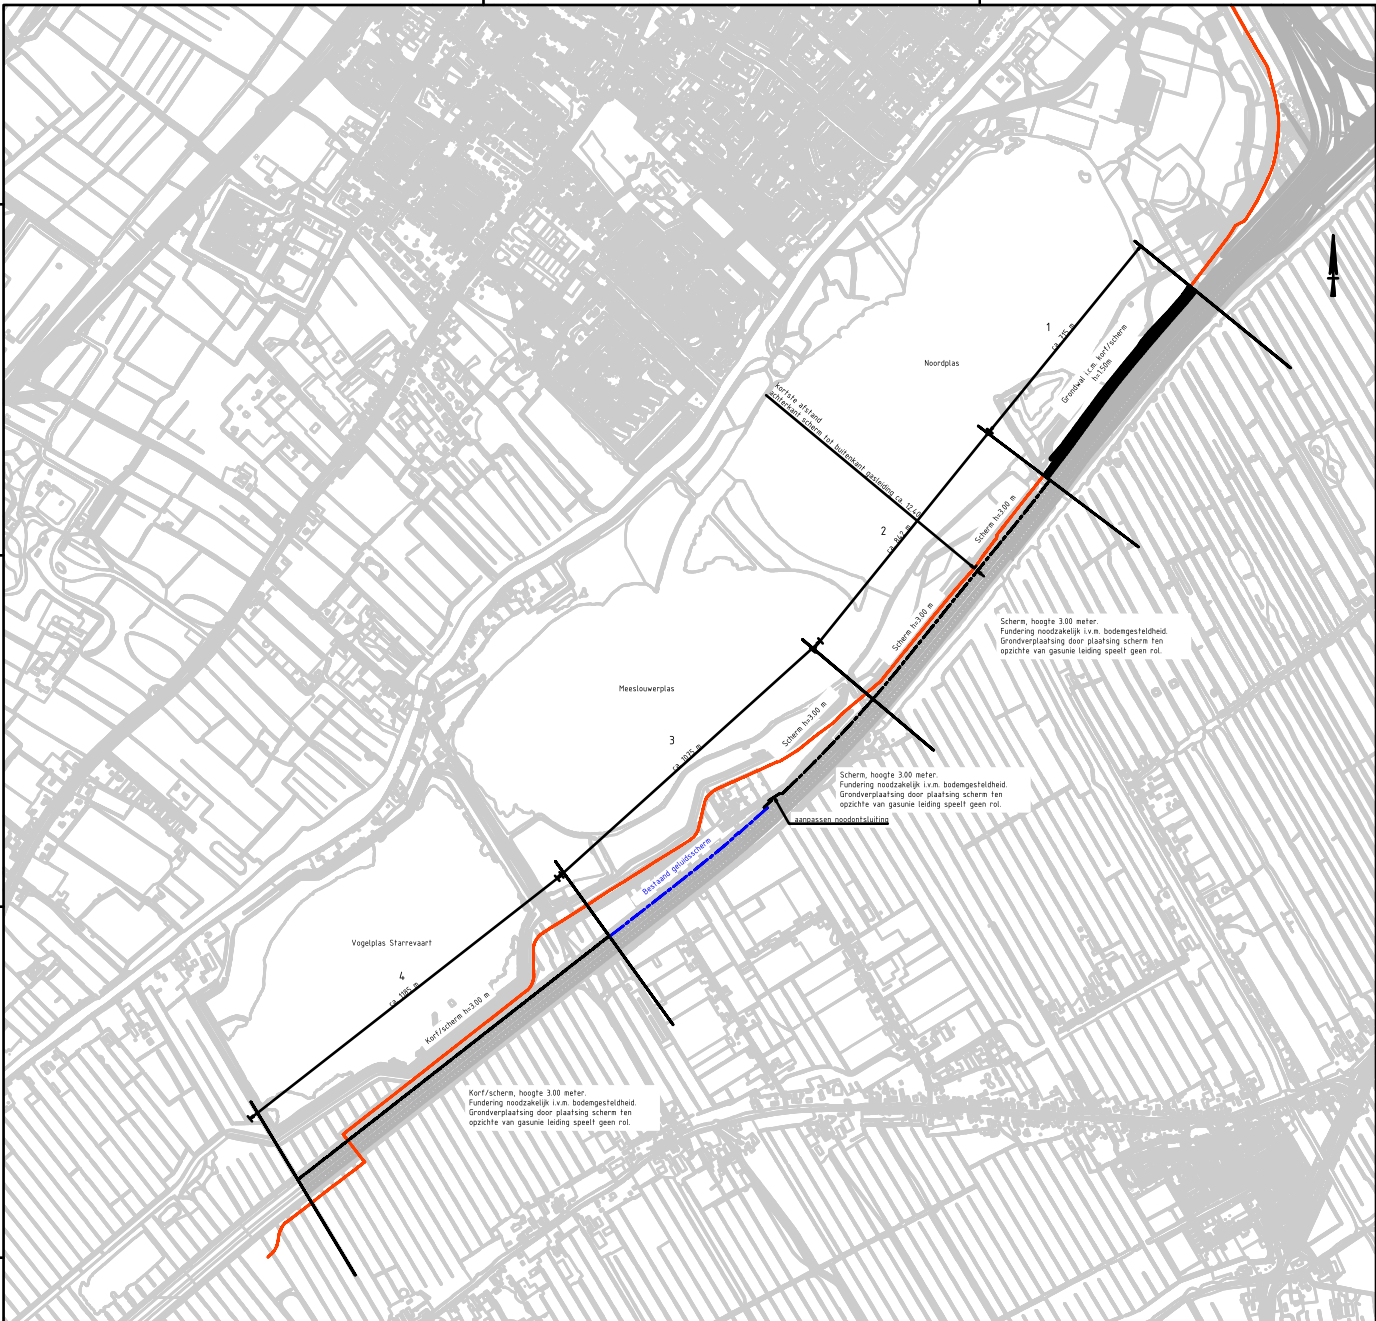 1
ca. 735 m
Grondwal i.c.m. korf/scherm
h=1.50m
Noordplas
kortste afstand
achterkant scherm tot buitenkant gasleiding ca. 12.40
2
ca. 842 m
Scherm h=3.00 m
Scherm h=3.00 m
Scherm, hoogte 3.00 meter.
Fundering noodzakelijk i.v.m. bodemgesteldheid.
Grondverplaatsing door plaatsing scherm ten
opzichte van gasunie leiding speelt geen rol.
Meeslouwerplas
3
ca. 1075 m
Scherm h=3.00 m
Scherm, hoogte 3.00 meter.
Fundering noodzakelijk i.v.m. bodemgesteldheid.
Grondverplaatsing door plaatsing scherm ten
opzichte van gasunie leiding speelt geen rol.
aanpassen noodontsluiting
Bestaand geluidsscherm
Vogelplas Starrevaart
4
ca. 1185 m
Korf/scherm h=3.00 m
Korf/scherm, hoogte 3.00 meter.
Fundering noodzakelijk i.v.m. bodemgesteldheid.
Grondverplaatsing door plaatsing scherm ten
opzichte van gasunie leiding speelt geen rol.